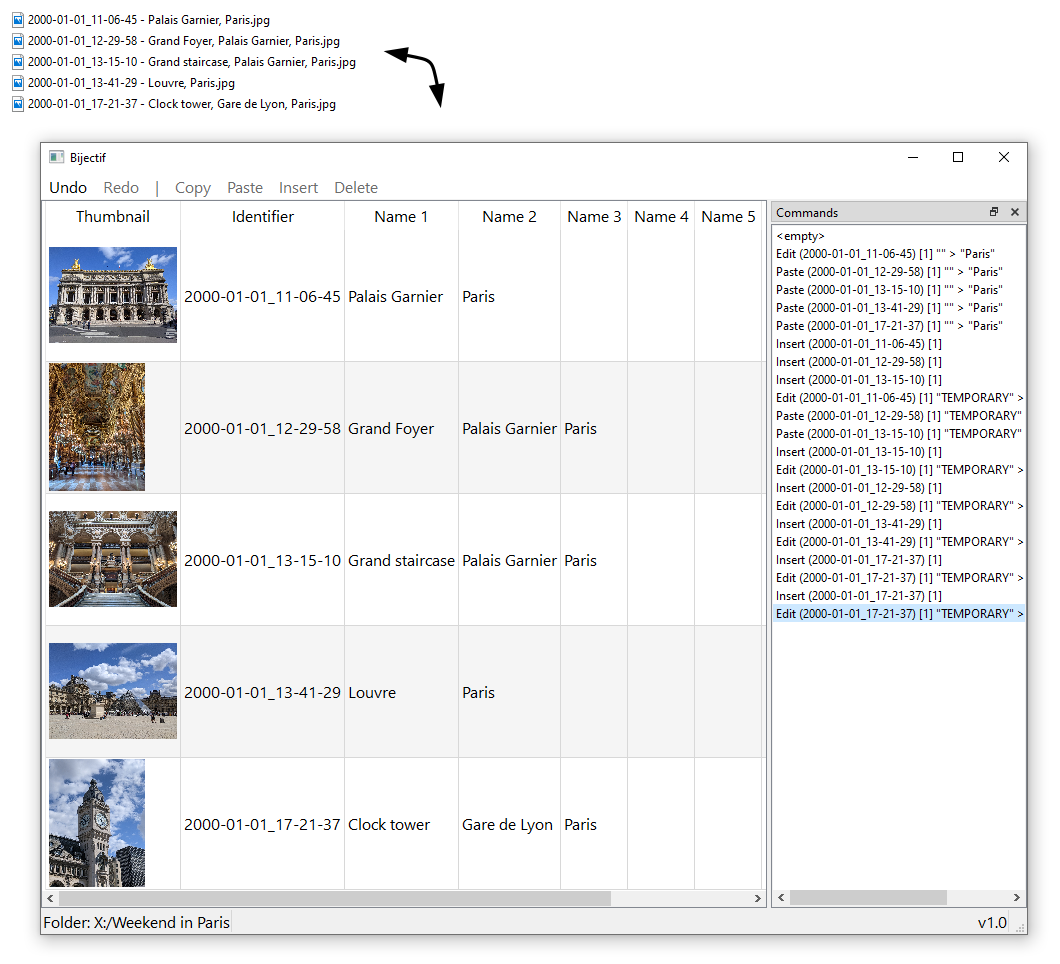 2000-01-01_11-06-45 - Palais Garnier, Paris.jpg
2000-01-01_12-29-58 - Grand Foyer, Palais Garnier, Paris.jpg
2000-01-01_13-15-10 - Grand staircase, Palais Garnier, Paris.jpg
2000-01-01_13-41-29 - Louvre, Paris.jpg
2000-01-01_17-21-37 - Clock tower, Gare de Lyon, Paris.jpg
Bijectif
Undo Redo | Copy Paste Insert Delete
Thumbnail Identifier Name 1 Name 2 Name 3 Name 4 Name 5
2000-01-01_11-06-45 Palais Garnier Paris
2000-01-01_12-29-58 Grand Foyer Palais Garnier Paris
2000-01-01_13-15-10 Grand staircase Palais Garnier Paris
2000-01-01_13-41-29 Louvre Paris
2000-01-01_17-21-37 Clock tower Gare de Lyon Paris
Commands
<empty>
Edit (2000-01-01_11-06-45) [1] "" > "Paris"
Paste (2000-01-01_12-29-58) [1] "" > "Paris"
Paste (2000-01-01_13-15-10) [1] "" > "Paris"
Paste (2000-01-01_13-41-29) [1] "" > "Paris"
Paste (2000-01-01_17-21-37) [1] "" > "Paris"
Insert (2000-01-01_11-06-45) [1]
Insert (2000-01-01_12-29-58) [1]
Insert (2000-01-01_13-15-10) [1]
Edit (2000-01-01_11-06-45) [1] "TEMPORARY" >
Paste (2000-01-01_12-29-58) [1] "TEMPORARY"
Paste (2000-01-01_13-15-10) [1] "TEMPORARY"
Insert (2000-01-01_13-15-10) [1]
Edit (2000-01-01_13-15-10) [1] "TEMPORARY" >
Insert (2000-01-01_12-29-58) [1]
Edit (2000-01-01_12-29-58) [1] "TEMPORARY" >
Insert (2000-01-01_13-41-29) [1]
Edit (2000-01-01_13-41-29) [1] "TEMPORARY" >
Insert (2000-01-01_17-21-37) [1]
Edit (2000-01-01_17-21-37) [1] "TEMPORARY" >
Insert (2000-01-01_17-21-37) [1]
Edit (2000-01-01_17-21-37) [1] "TEMPORARY" >
Folder: X:/Weekend in Paris
v1.0